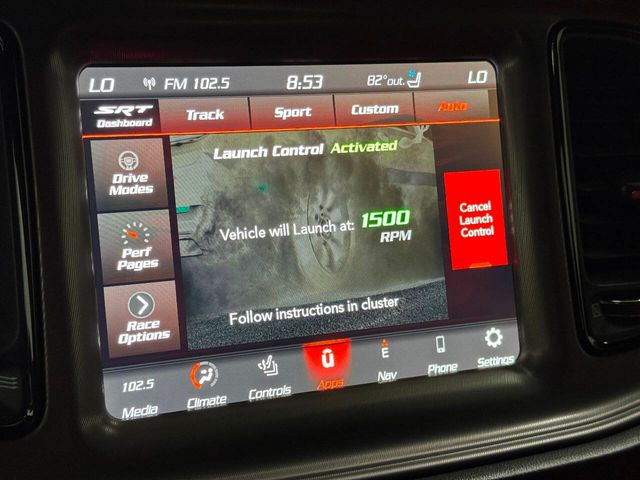 LO FM 102.5 8:53 82°out. LO
SRT
Dashboard
Track Sport Custom Auto
Launch Control Activated
Drive
Modes
Cancel
Launch
Control
Vehicle will Launch at: 1500
RPM
Perf
Pages
Follow instructions in cluster
Race
Options
102.5
Media
Climate
Controls
Apps
E
Nav
Phone
Settings